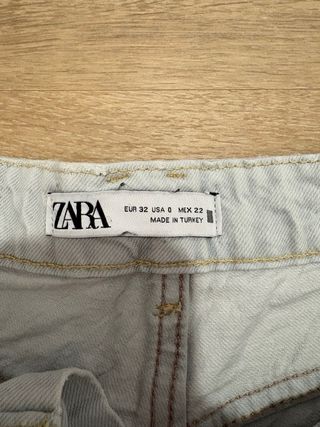 ZARA
EUR 32 USA 0 MEX 22
MADE IN TURKEY